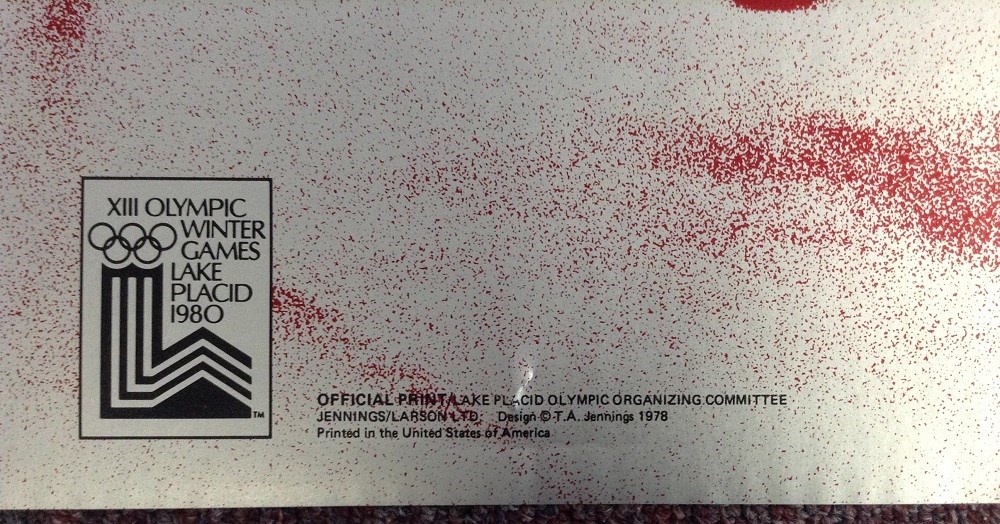 XIII OLYMPIC
WINTER
GAMES
LAKE
PLACID
1980
TM
OFFICIAL PRINT/LAKE PLACID OLYMPIC ORGANIZING COMMITTEE
JENNINGS/LARSON LTD. Design © T.A. Jennings 1978
Printed in the United States of America